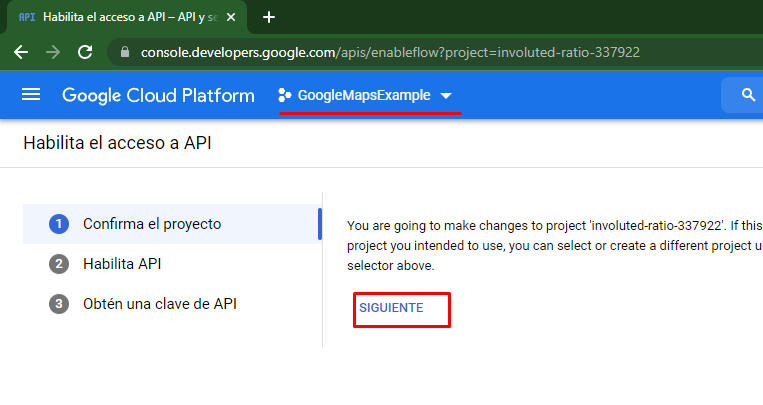 API Habilita el acceso a API – API y se
console.developers.google.com/apis/enableflow?project=involuted-ratio-337922
Google Cloud Platform GoogleMapsExample
Habilita el acceso a API
1 Confirma el proyecto
2 Habilita API
3 Obtén una clave de API
You are going to make changes to project 'involuted-ratio-337922'. If this
project you intended to use, you can select or create a different project u
selector above.
SIGUIENTE